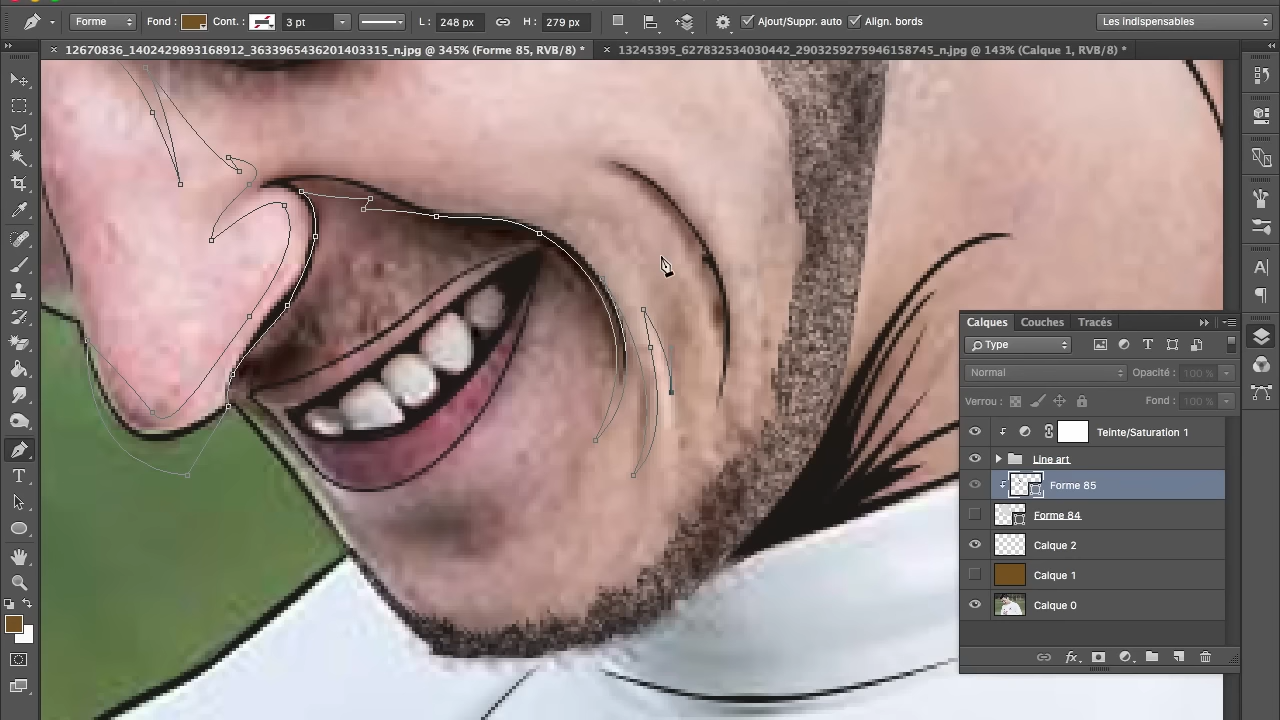 Forme
Fond :
Cont. :
3 pt
L : 248 px
H : 279 px
Ajout/Suppr. auto
Align. bords
Les indispensables
× 12670836_1402429893168912_3633965436201403315_n.jpg @ 345% (Forme 85, RVB/8) *
× 13245395_627832534030442_2903259275946158745_n.jpg @ 143% (Calque 1, RVB/8) *
Calques
Couches
Tracés
Type
Normal
Opacité : 100 %
Verrou :
Fond : 100 %
Teinte/Saturation 1
Line art
Forme 85
Forme 84
Calque 2
Calque 1
Calque 0
fx